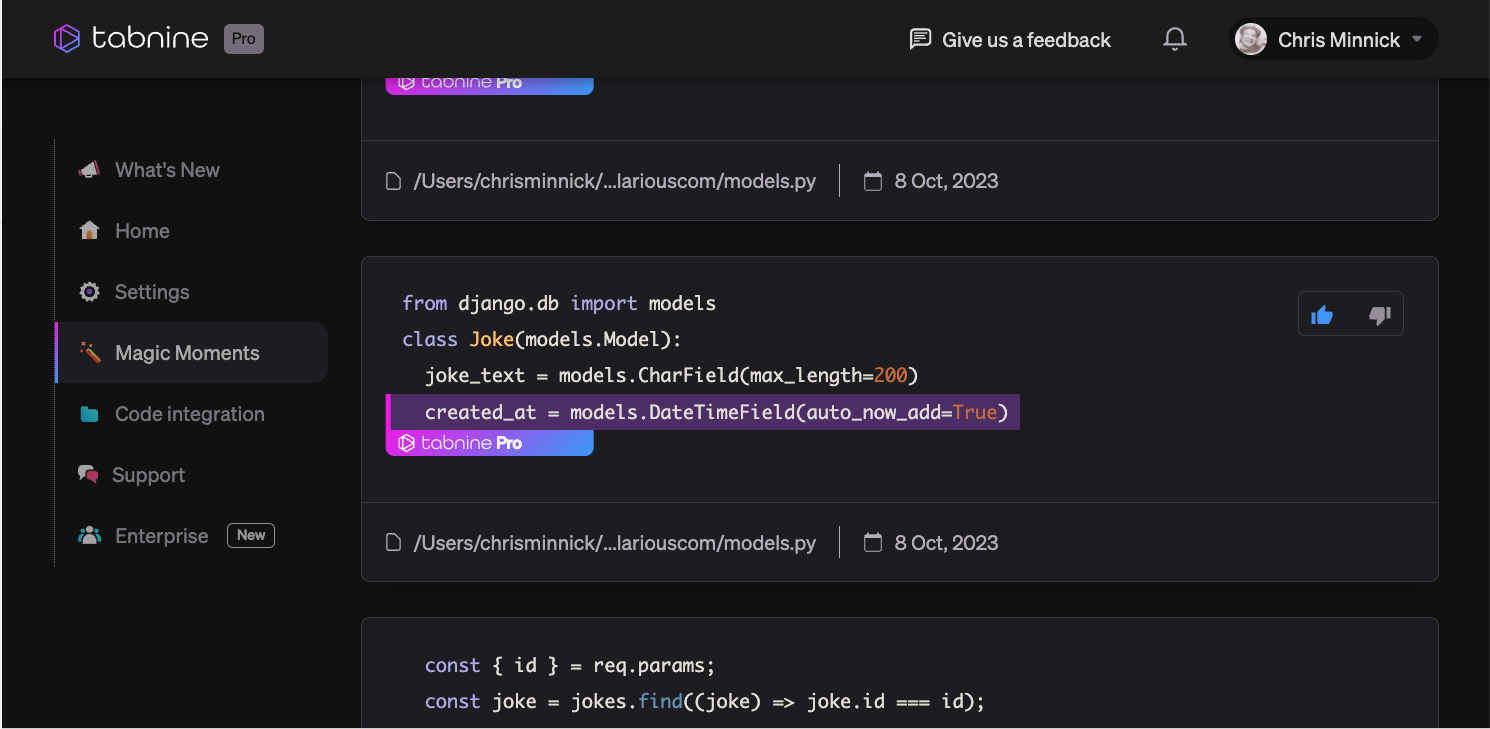 tabnine Pro
Give us a feedback
Chris Minnick
What's New
Home
Settings
Magic Moments
Code integration
Support
Enterprise New
tabnine Pro
/Users/chrisminnick/...lariouscom/models.py
8 Oct, 2023
from django.db import models
class Joke(models.Model):
joke_text = models.CharField(max_length=200)
created_at = models.DateTimeField(auto_now_add=True)
tabnine Pro
/Users/chrisminnick/...lariouscom/models.py
8 Oct, 2023
const { id } = req.params;
const joke = jokes.find((joke) => joke.id === id);